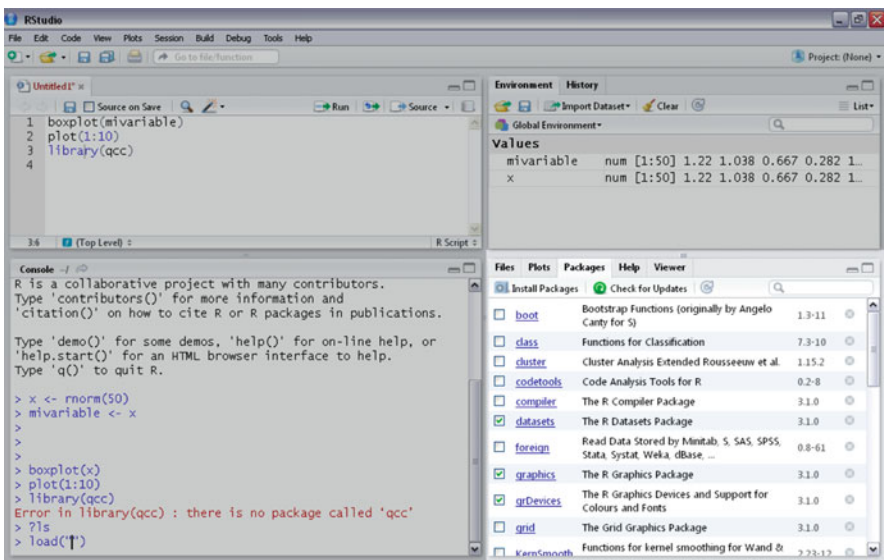 RStudio
File Edit Code View Plots Session Build Debug Tools Help
Go to file/function
Project: (None)
Untitled1*
Source on Save
Run
Source
1 boxplot(mivariable)
2 plot(1:10)
3 library(qcc)
4
3:6
(Top Level)
R Script
Console ~/
R is a collaborative project with many contributors.
Type 'contributors()' for more information and
'citation()' on how to cite R or R packages in publications.
Type 'demo()' for some demos, 'help()' for on-line help, or
'help.start()' for an HTML browser interface to help.
Type 'q()' to quit R.
> x <- rnorm(50)
> mivariable <- x
>
>
>
> boxplot(x)
> plot(1:10)
> library(qcc)
Error in library(qcc) : there is no package called ‘qcc’
> ?ls
> load("")
Environment History
Import Dataset Clear
List
Global Environment
Values
mivariable num [1:50] 1.22 1.038 0.667 0.282 1…
x num [1:50] 1.22 1.038 0.667 0.282 1…
Files Plots Packages Help Viewer
Install Packages Check for Updates
boot Bootstrap Functions (originally by Angelo
Canty for S) 1.3-11
class Functions for Classification 7.3-10
cluster Cluster Analysis Extended Rousseeuw et al. 1.15.2
codetools Code Analysis Tools for R 0.2-8
compiler The R Compiler Package 3.1.0
datasets The R Datasets Package 3.1.0
foreign Read Data Stored by Minitab, S, SAS, SPSS,
Stata, Systat, Weka, dBase, ... 0.8-61
graphics The R Graphics Package 3.1.0
grDevices The R Graphics Devices and Support for
Colours and Fonts 3.1.0
grid The Grid Graphics Package 3.1.0
KernSmooth Functions for kernel smoothing for Wand & 2.23-12